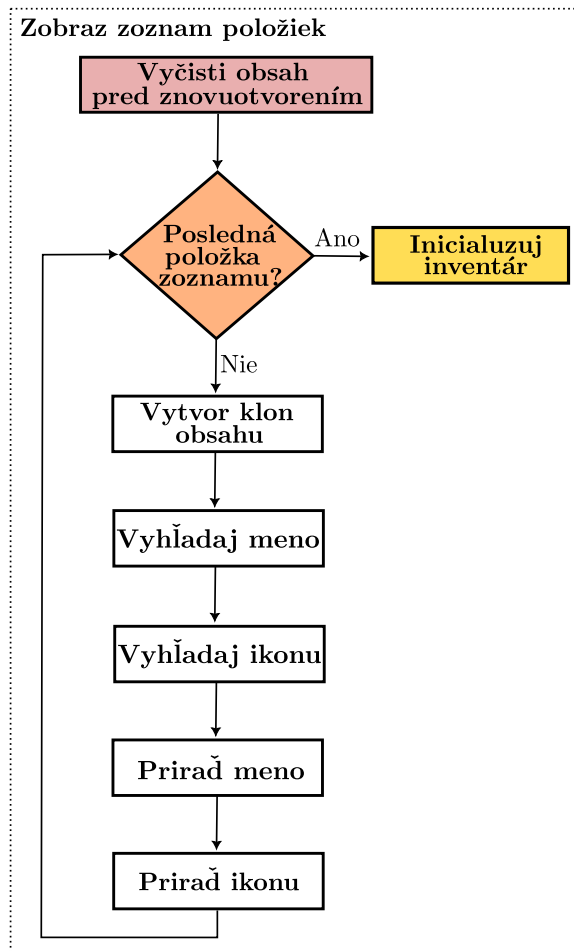 Zobraz zoznam položiek
Vyčisti obsah
pred znovuotvorením
Posledná
položka
zoznamu?
Ano
Inicialuzuj
inventár
Nie
Vytvor klon
obsahu
Vyhľadaj meno
Vyhľadaj ikonu
Priraď meno
Priraď ikonu